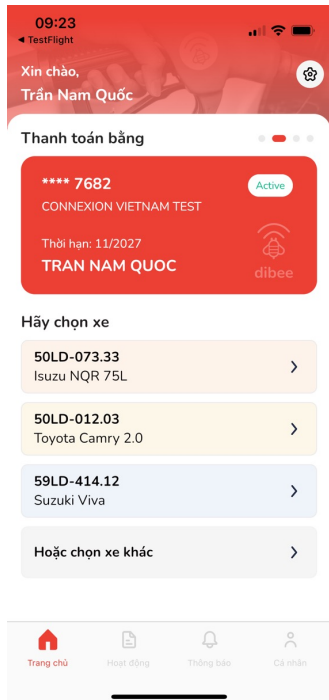 09:23
◀ TestFlight
Xin chào,
Trần Nam Quốc
Thanh toán bằng
**** 7682
Active
CONNEXION VIETNAM TEST
Thời hạn: 11/2027
TRAN NAM QUOC
dibee
Hãy chọn xe
50LD-073.33
Isuzu NQR 75L
50LD-012.03
Toyota Camry 2.0
59LD-414.12
Suzuki Viva
Hoặc chọn xe khác
Trang chủ
Hoạt động
Thông báo
Cá nhân